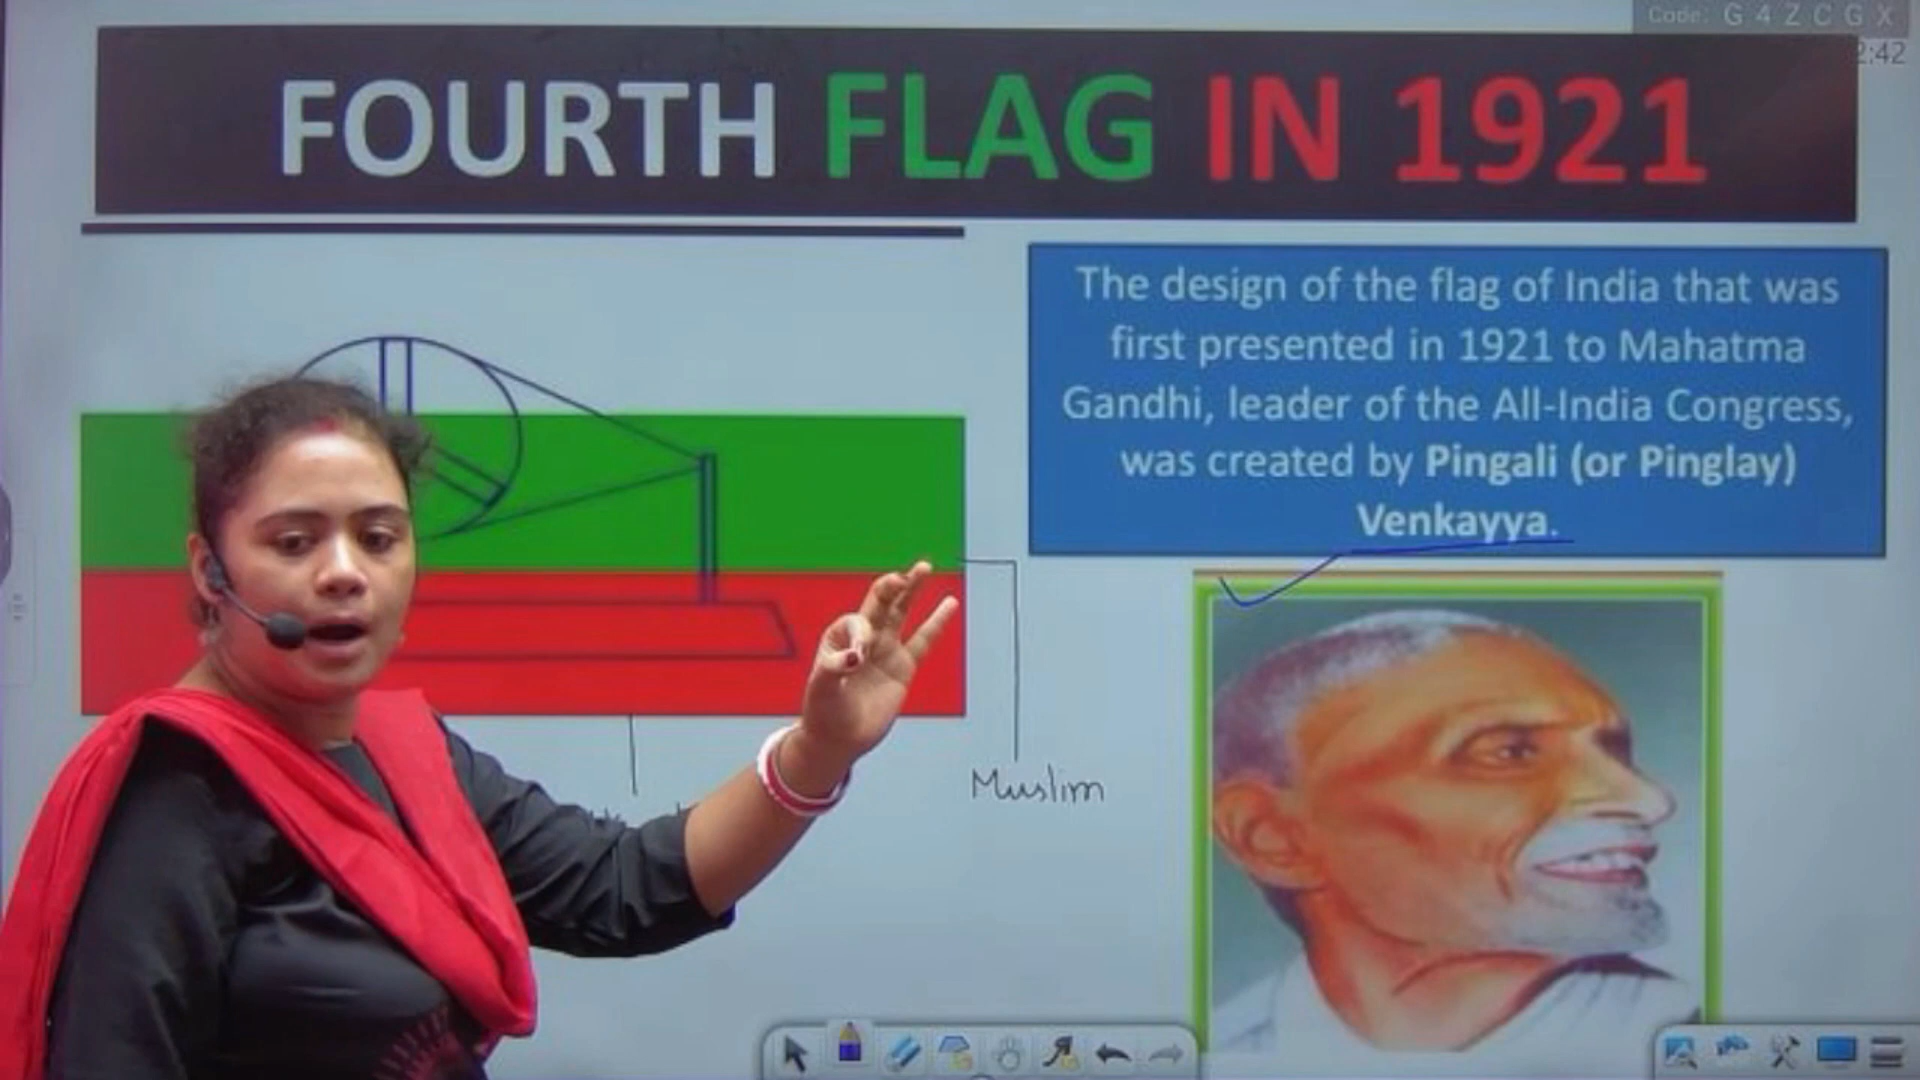 Code: G 4 Z C G X
2:42
FOURTH FLAG IN 1921
The design of the flag of India that was
first presented in 1921 to Mahatma
Gandhi, leader of the All-India Congress,
was created by Pingali (or Pinglay)
Venkayya.
Muslim